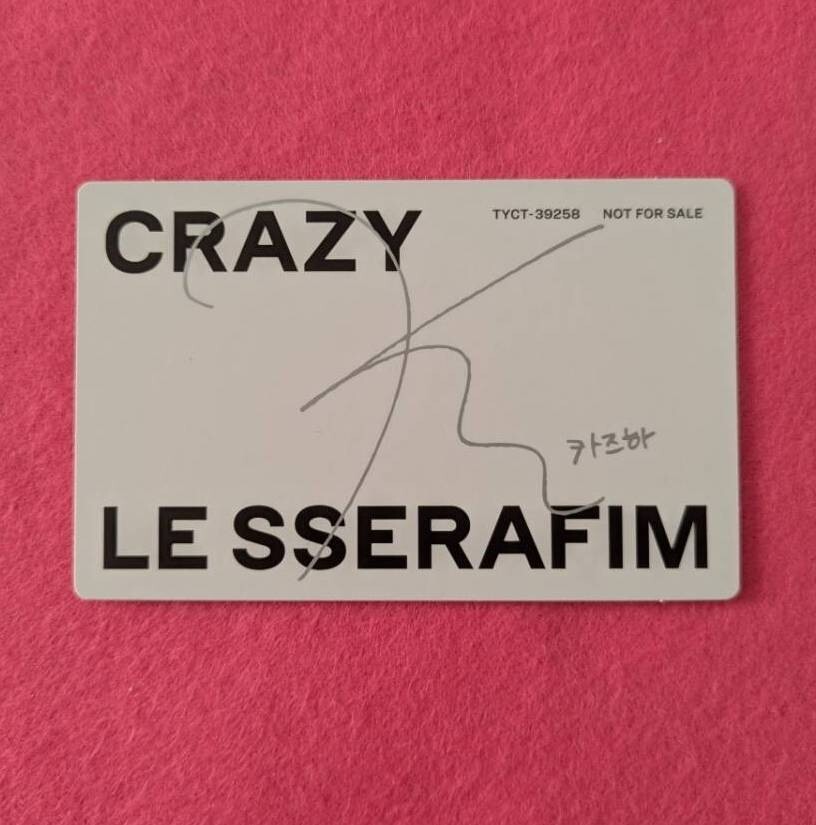 CRAZY
TYCT-39258 NOT FOR SALE
카즈하
LE SSERAFIM